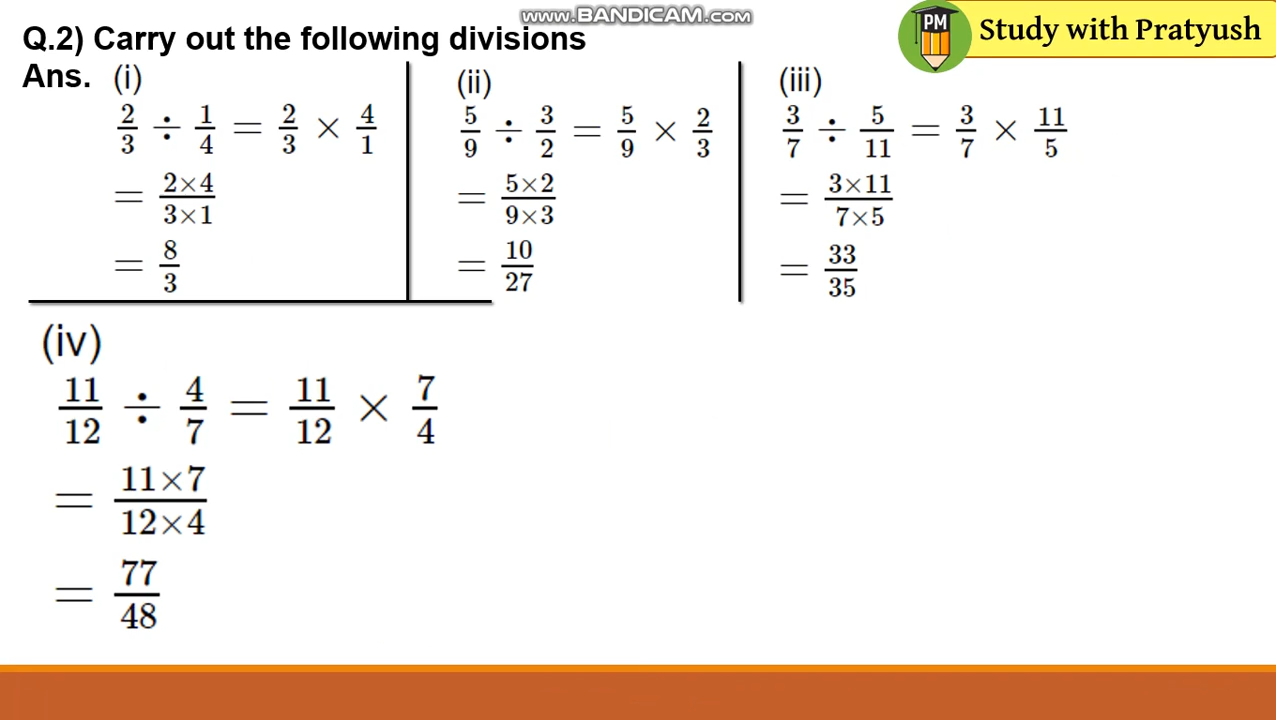 www.BANDICAM.com
PM
Study with Pratyush
Q.2) Carry out the following divisions
Ans. (i)
2/3 ÷ 1/4 = 2/3 × 4/1
= 2×4/3×1
= 8/3
(ii)
5/9 ÷ 3/2 = 5/9 × 2/3
= 5×2/9×3
= 10/27
(iii)
3/7 ÷ 5/11 = 3/7 × 11/5
= 3×11/7×5
= 33/35
(iv)
11/12 ÷ 4/7 = 11/12 × 7/4
= 11×7/12×4
= 77/48